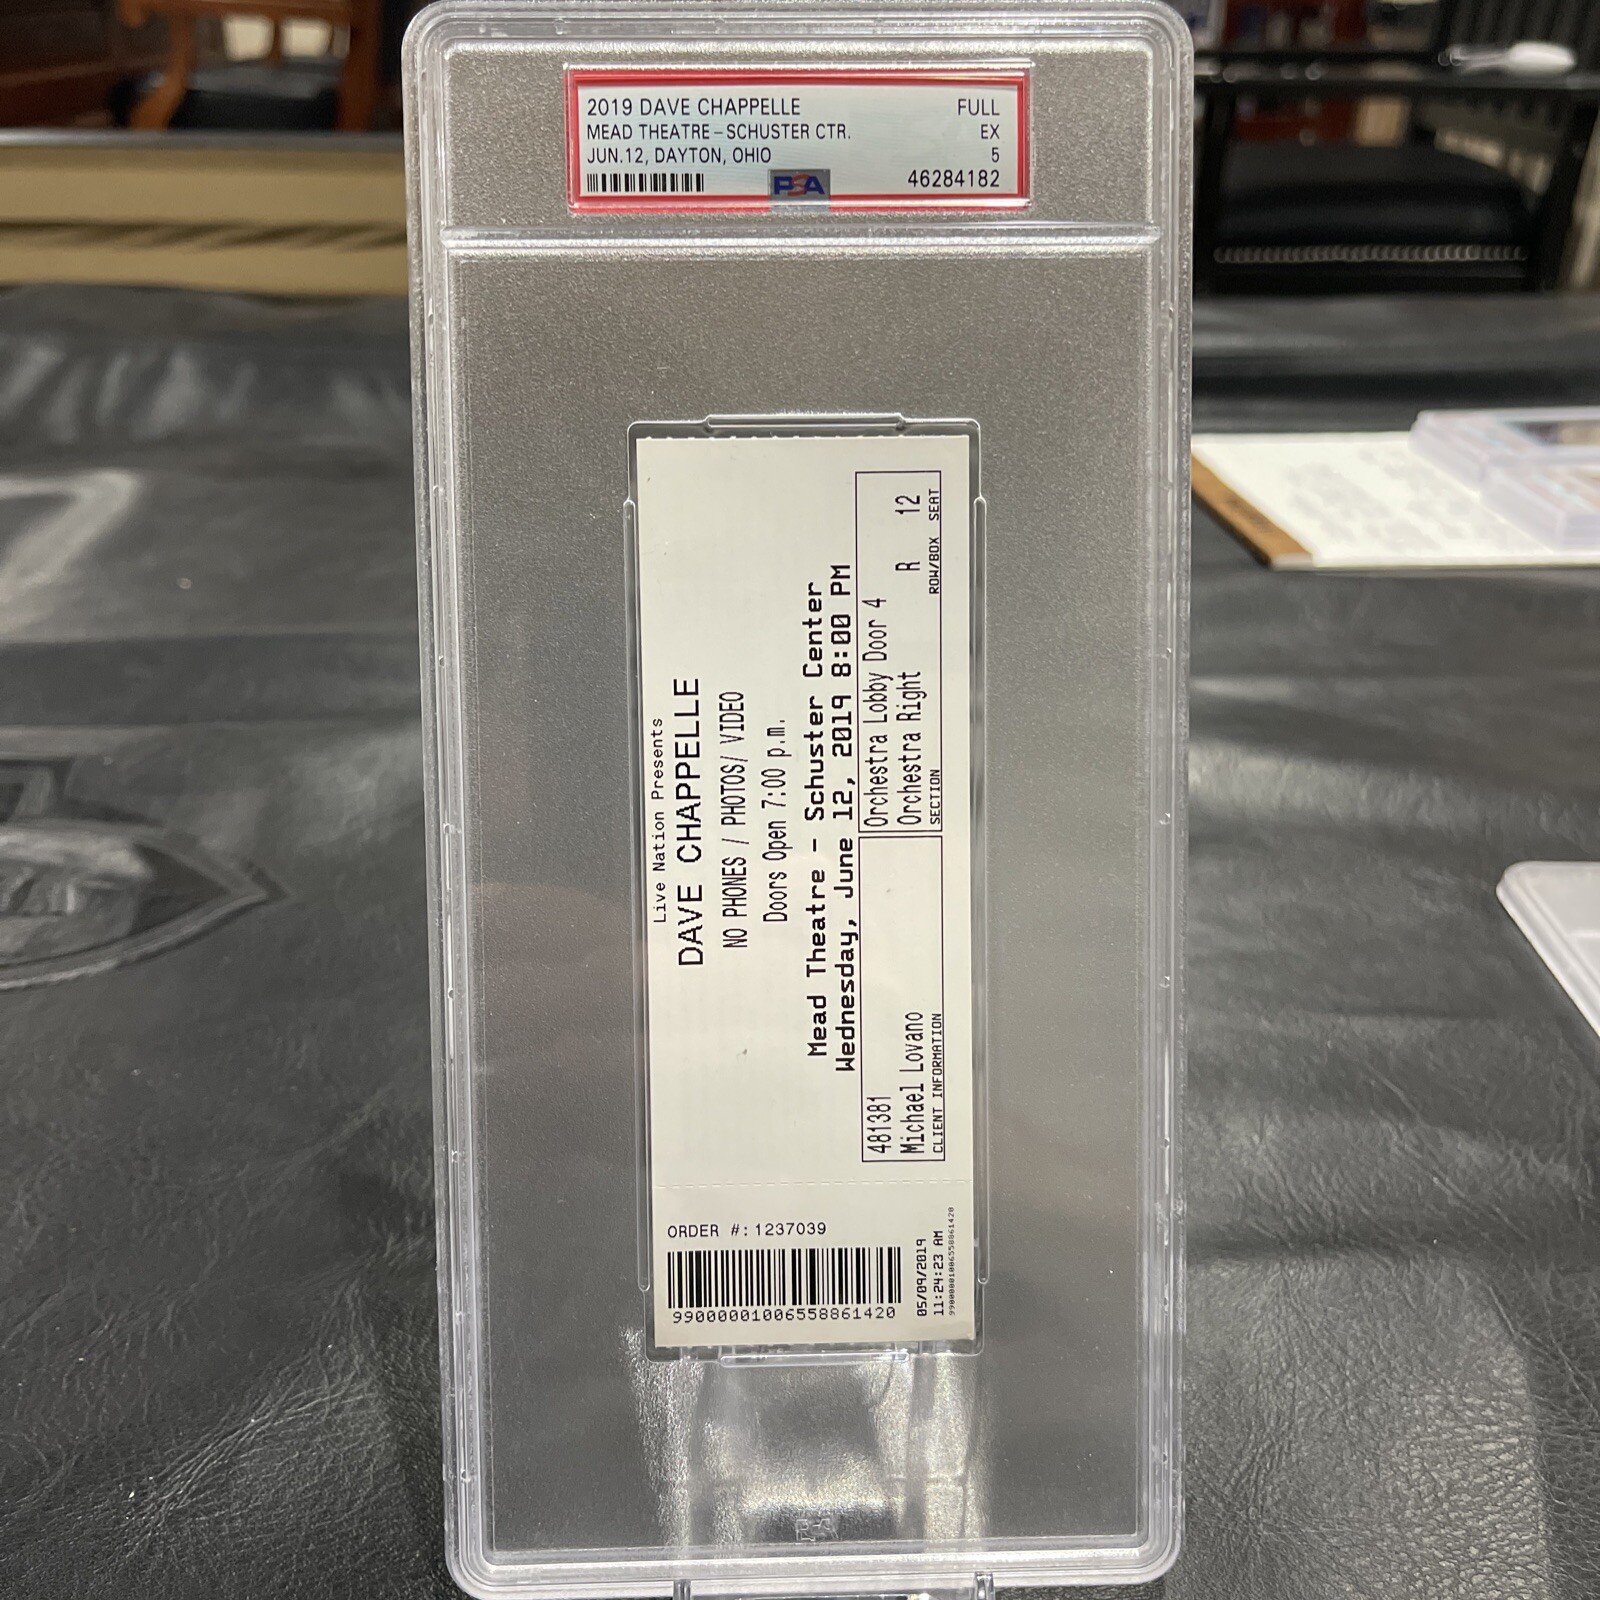 2019 DAVE CHAPPELLE FULL
MEAD THEATRE-SCHUSTER CTR. EX
JUN.12, DAYTON, OHIO 5
PSA 46284182
Live Nation Presents
DAVE CHAPPELLE
NO PHONES / PHOTOS/ VIDEO
Doors Open 7:00 p.m.
Mead Theatre - Schuster Center
Wednesday, June 12, 2019 8:00 PM
481381
Michael Lovano
CLIENT INFORMATION
Orchestra Lobby Door 4
Orchestra Right R 12
SECTION ROW/BOX SEAT
ORDER #: 1237039
99000001006558861420
05/09/2019
11:24:23 AM
99000001006558861420
PSA